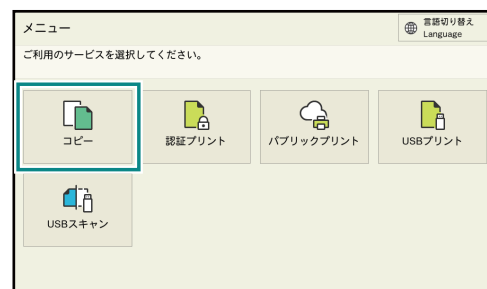 メニュー
言語切り替え
Language
ご利用のサービスを選択してください。
コピー
認証プリント
パブリックプリント
USBプリント
USBスキャン